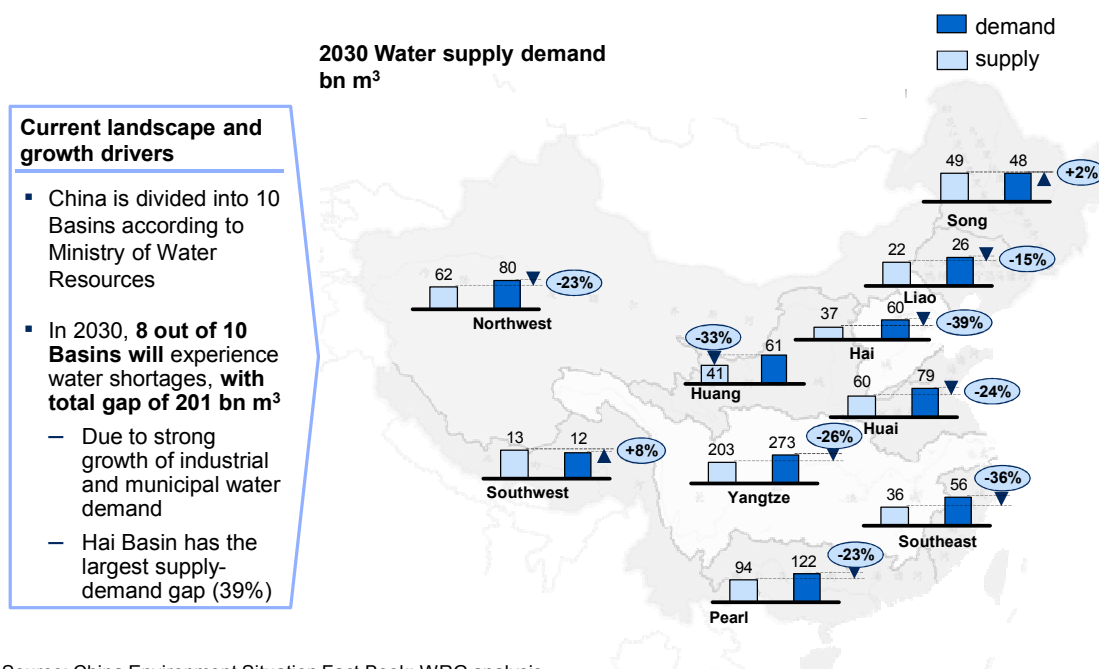 demand
supply
2030 Water supply demand
bn m³
Current landscape and
growth drivers
▪ China is divided into 10
Basins according to
Ministry of Water
Resources
▪ In 2030, 8 out of 10
Basins will experience
water shortages, with
total gap of 201 bn m³
– Due to strong
growth of industrial
and municipal water
demand
– Hai Basin has the
largest supply-
demand gap (39%)
49 48 +2%
Song
22 26 -15%
Liao
62 80 -23%
Northwest
37 60 -39%
Hai
-33%
41 61
Huang
60 79 -24%
Huai
13 12 +8%
Southwest
203 273 -26%
Yangtze
36 56 -36%
Southeast
94 122 -23%
Pearl